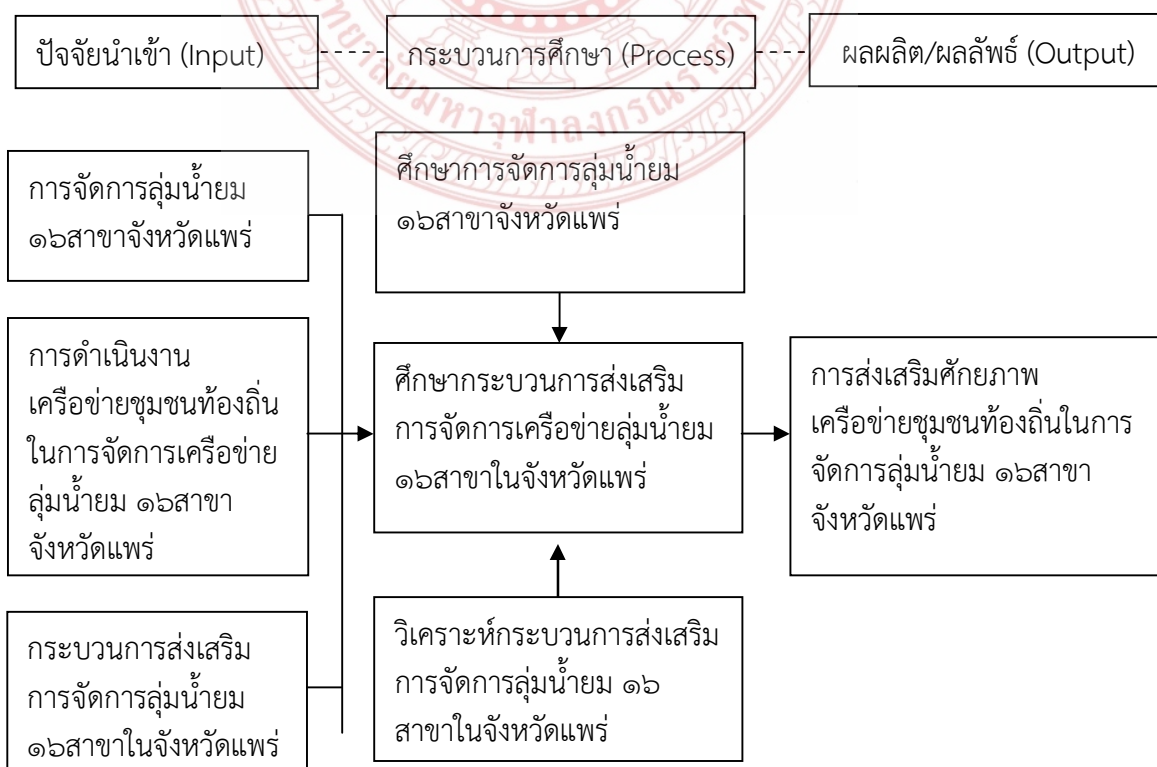 ปัจจัยนำเข้า (Input)
กระบวนการศึกษา (Process)
ผลผลิต/ผลลัพธ์ (Output)
การจัดการลุ่มน้ำยม
๑๖สาขาจังหวัดแพร่
ศึกษาการจัดการลุ่มน้ำยม
๑๖สาขาจังหวัดแพร่
การดำเนินงาน
เครือข่ายชุมชนท้องถิ่น
ในการจัดการเครือข่าย
ลุ่มน้ำยม ๑๖สาขา
จังหวัดแพร่
ศึกษากระบวนการส่งเสริม
การจัดการเครือข่ายลุ่มน้ำยม
๑๖สาขาในจังหวัดแพร่
การส่งเสริมศักยภาพ
เครือข่ายชุมชนท้องถิ่นในการ
จัดการลุ่มน้ำยม ๑๖สาขา
จังหวัดแพร่
กระบวนการส่งเสริม
การจัดการลุ่มน้ำยม
๑๖สาขาในจังหวัดแพร่
วิเคราะห์กระบวนการส่งเสริม
การจัดการลุ่มน้ำยม ๑๖
สาขาในจังหวัดแพร่